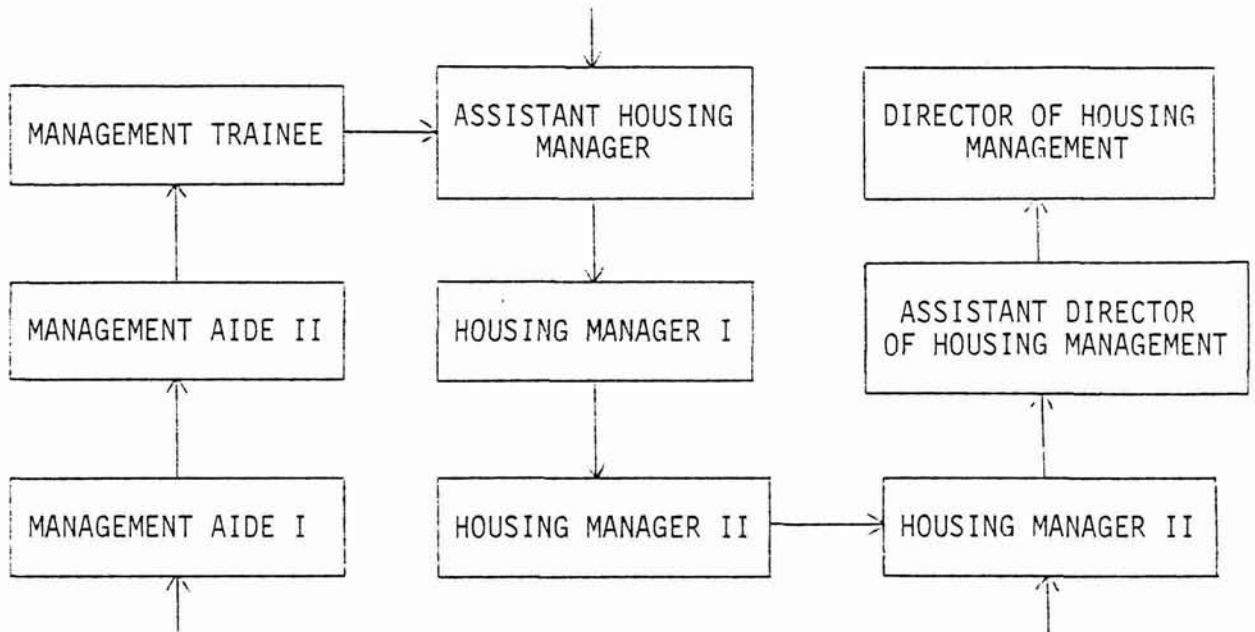 MANAGEMENT TRAINEE
ASSISTANT HOUSING
MANAGER
DIRECTOR OF HOUSING
MANAGEMENT
MANAGEMENT AIDE II
HOUSING MANAGER I
ASSISTANT DIRECTOR
OF HOUSING MANAGEMENT
MANAGEMENT AIDE I
HOUSING MANAGER II
HOUSING MANAGER II